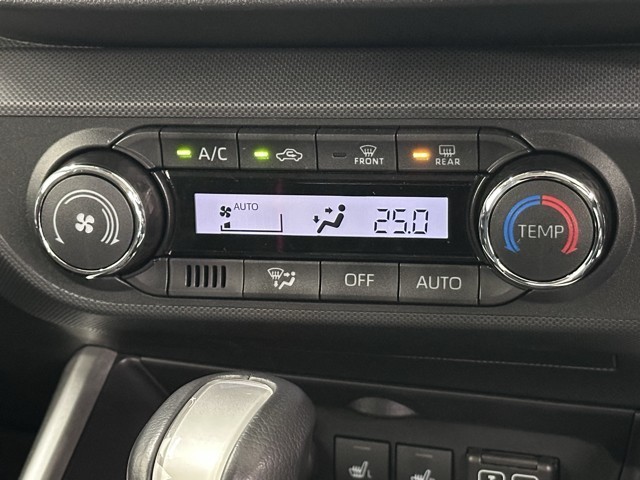 A/C
FRONT
REAR
AUTO
25.0
TEMP
OFF
AUTO
L